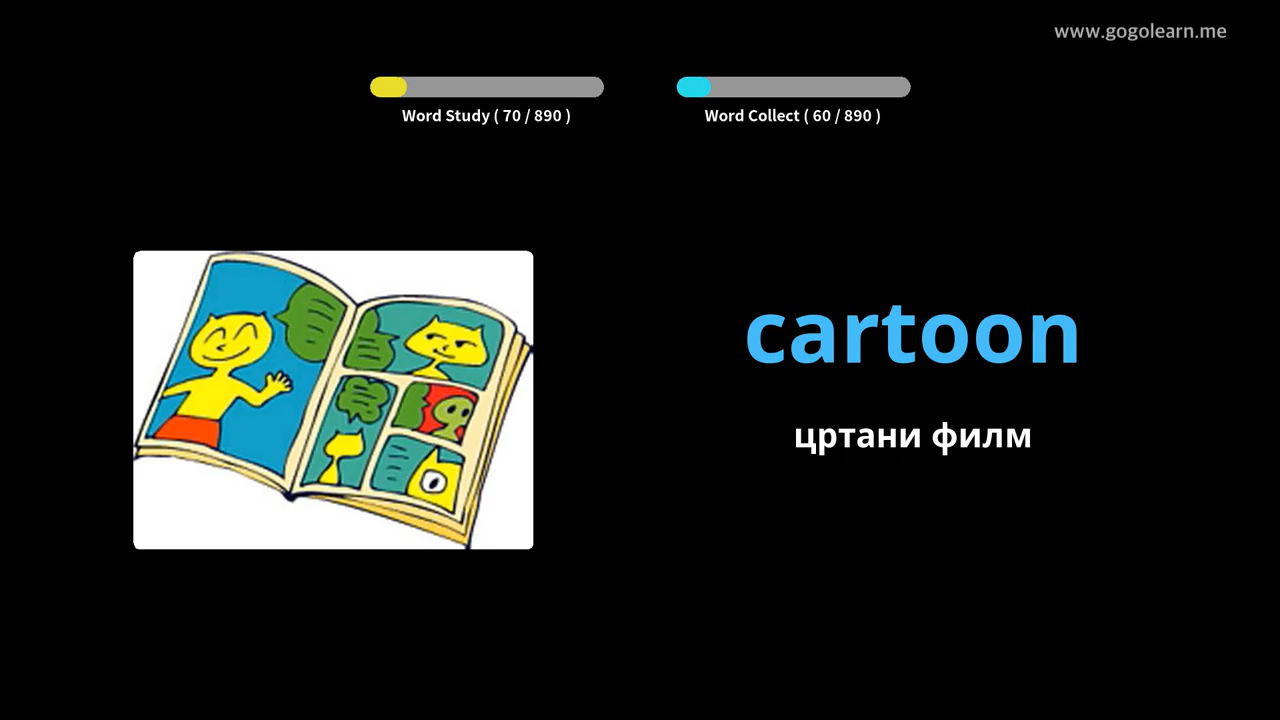 www.gogolearn.me
Word Study ( 70 / 890 )
Word Collect ( 60 / 890 )
cartoon
цртани филм